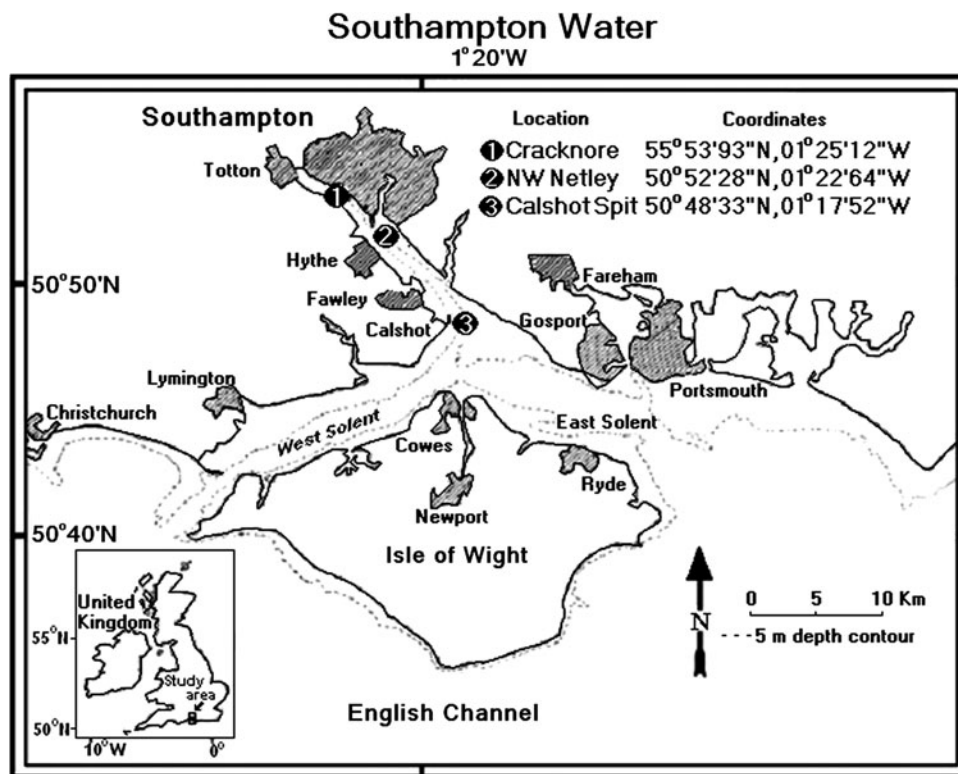 Southampton Water
1°20'W
Southampton
Location Coordinates
1 Cracknore 55°53'93"N,01°25'12"W
2 NW Netley 50°52'28"N,01°22'64"W
3 Calshot Spit 50°48'33"N,01°17'52"W
Totton
1
2
Hythe
50°50'N
Fareham
Fawley
Calshot
3
Gosport
Lymington
Portsmouth
Christchurch
West Solent
Cowes
East Solent
Ryde
Newport
50°40'N
Isle of Wight
United
Kingdom
55°N
Study
area
50°N
10°W 0°
N
0 5 10 Km
5 m depth contour
English Channel